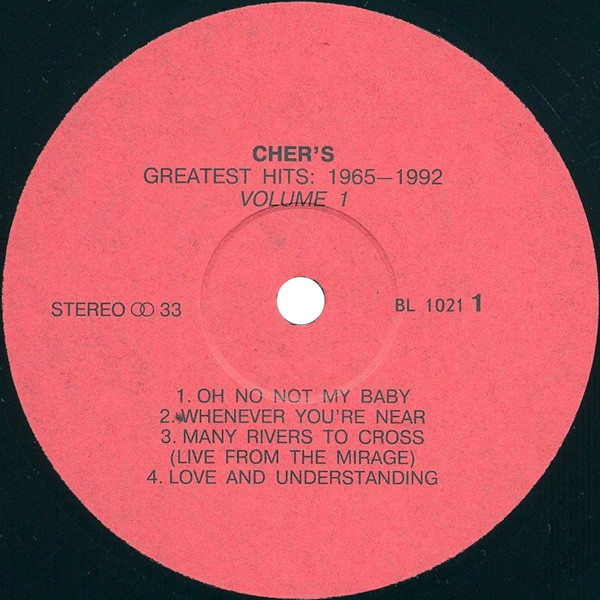 CHER'S
GREATEST HITS: 1965—1992
VOLUME 1
STEREO 33
BL 1021 1
1. OH NO NOT MY BABY
2. WHENEVER YOU'RE NEAR
3. MANY RIVERS TO CROSS
(LIVE FROM THE MIRAGE)
4. LOVE AND UNDERSTANDING